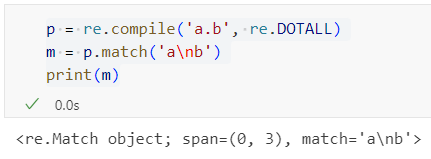 p = re.compile('a.b', re.DOTALL)
m = p.match('a\nb')
print(m)
0.0s
<re.Match object; span=(0, 3), match='a\nb'>